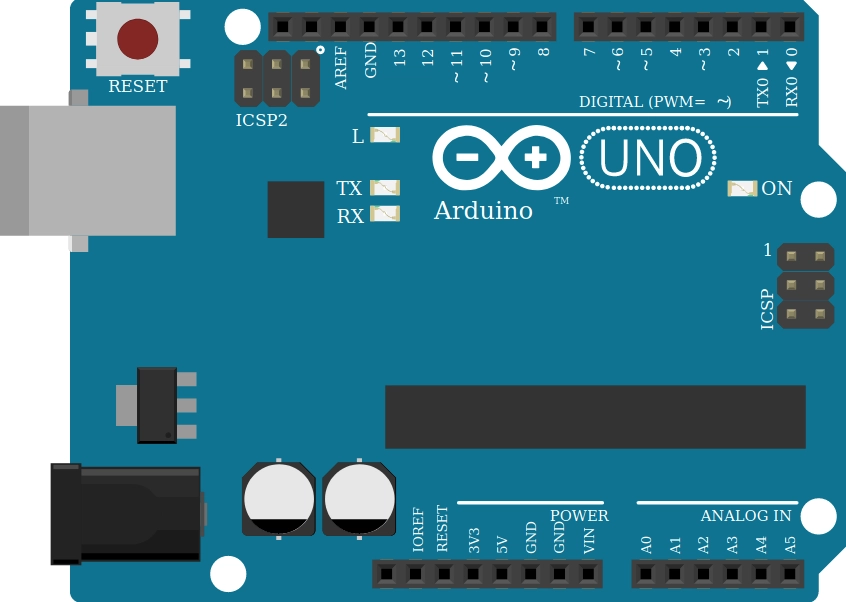 RESET
ICSP2
AREF
GND
13
12
~11
~10
~9
8
7
~6
~5
4
~3
2
TX0 ▶ 1
RX0 ◀ 0
DIGITAL (PWM= ~)
L
TX
RX
Arduino
TM
UNO
ON
1
ICSP
IOREF
RESET
3V3
5V
GND
GND
VIN
POWER
ANALOG IN
A0
A1
A2
A3
A4
A5